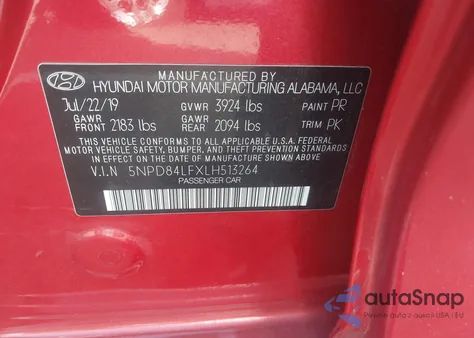 MANUFACTURED BY
HYUNDAI MOTOR MANUFACTURING ALABAMA, LLC
Jul/22/19 GVWR 3924 lbs PAINT PR
GAWR FRONT 2183 lbs GAWR REAR 2094 lbs TRIM PK
THIS VEHICLE CONFORMS TO ALL APPLICABLE U.S.A FEDERAL
MOTOR VEHICLE SAFETY, BUMPER, AND THEFT PREVENTION STANDARDS
IN EFFECT ON THE DATE OF MANUFACTURE SHOWN ABOVE.
V.I.N 5NPD84LFXLH513264
PASSENGER CAR
autoSnap
USA i EU